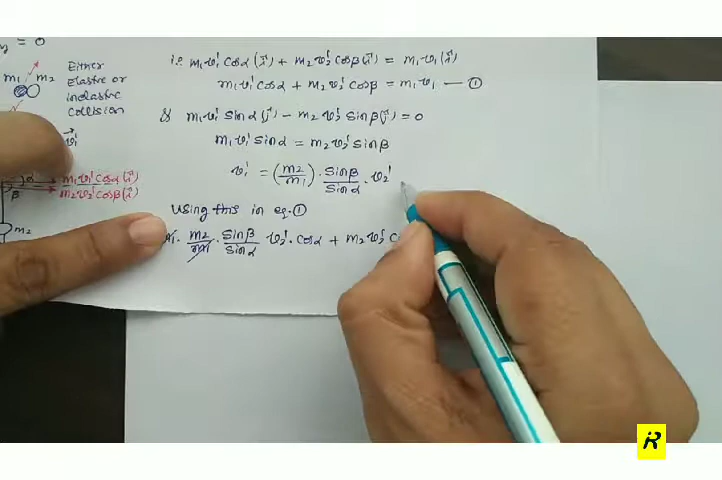 = 0
i.e. m₁v₁' cosα(î) + m₂v₂' cosβ(î) = m₁v₁(î)
m₁v₁' cosα + m₂v₂' cosβ = m₁v₁ — ①
& m₁v₁' sinα(ĵ) − m₂v₂' sinβ(ĵ) = 0
m₁v₁' sinα = m₂v₂' sinβ
v₁' = (m₂/m₁) · sinβ/sinα · v₂'
Using this in eq. ①
m₂/m₁ · sinβ/sinα v₂' · cosα + m₂v₂' c
m₁ m₂
Either
Elastic or
inelastic
collision
v₁'
α m₁v₁' cosα(î)
β m₂v₂' cosβ(î)
m₂
R